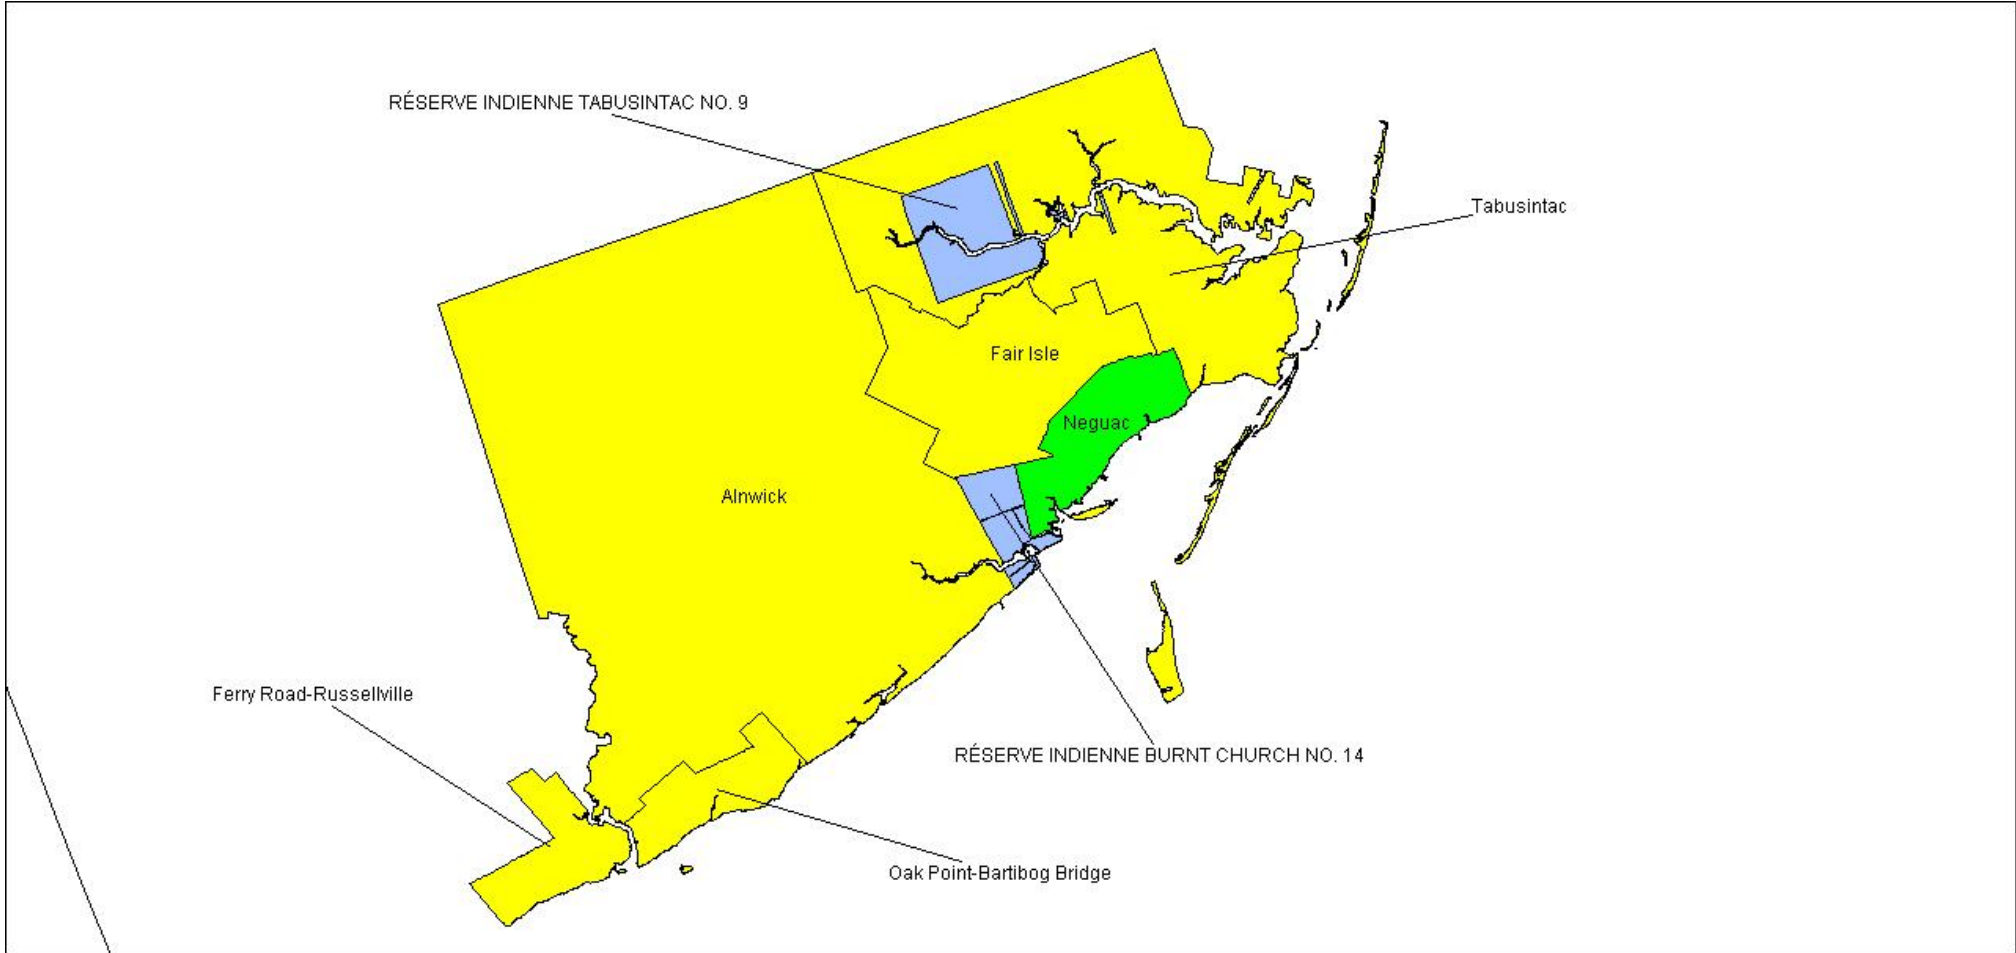 RÉSERVE INDIENNE TABUSINTAC NO. 9
Tabusintac
Fair Isle
Neguac
Alnwick
Ferry Road-Russellville
RÉSERVE INDIENNE BURNT CHURCH NO. 14
Oak Point-Bartibog Bridge